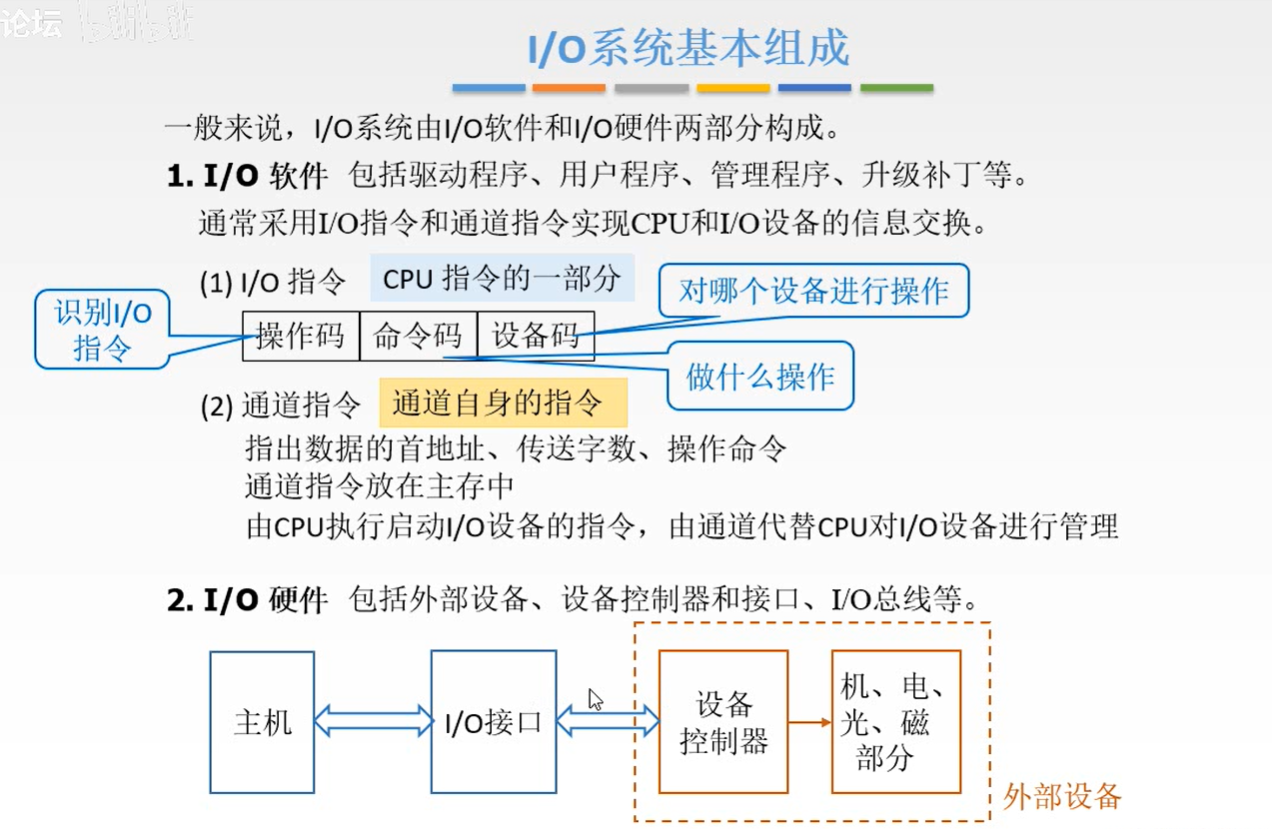 论坛 bilibili
I/O系统基本组成
一般来说，I/O系统由I/O软件和I/O硬件两部分构成。
1. I/O 软件 包括驱动程序、用户程序、管理程序、升级补丁等。
通常采用I/O指令和通道指令实现CPU和I/O设备的信息交换。
(1) I/O 指令 CPU 指令的一部分
对哪个设备进行操作
识别I/O
指令
操作码 命令码 设备码
做什么操作
(2) 通道指令 通道自身的指令
指出数据的首地址、传送字数、操作命令
通道指令放在主存中
由CPU执行启动I/O设备的指令，由通道代替CPU对I/O设备进行管理
2. I/O 硬件 包括外部设备、设备控制器和接口、I/O总线等。
主机
I/O接口
设备
控制器
机、电、
光、磁
部分
外部设备